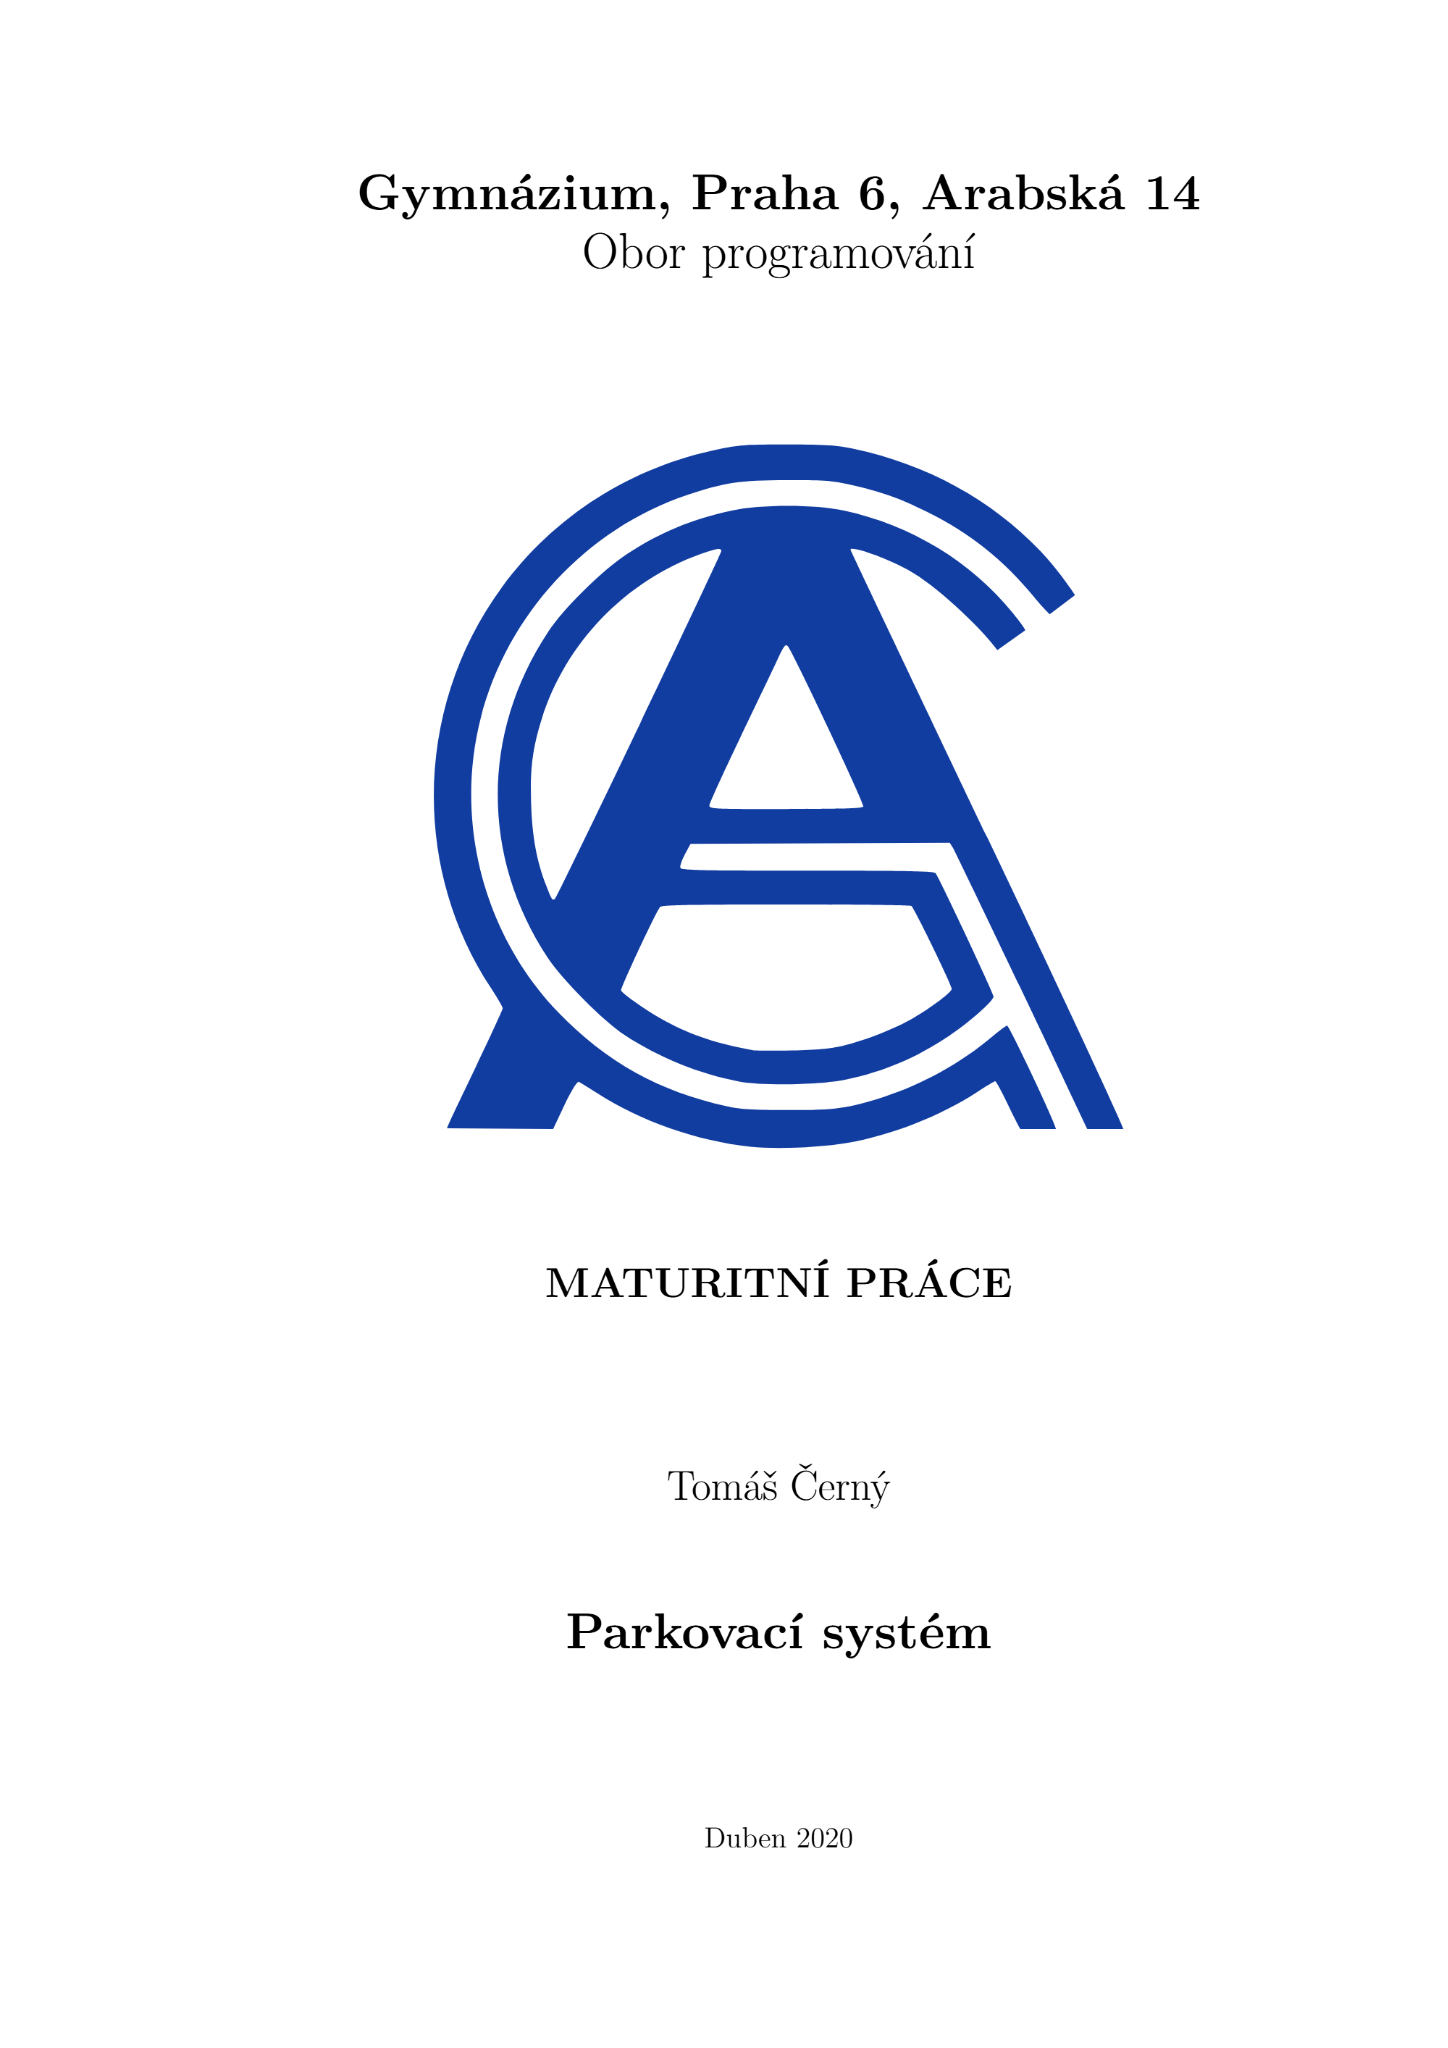 Gymnázium, Praha 6, Arabská 14
Obor programování
MATURITNÍ PRÁCE
Tomáš Černý
Parkovací systém
Duben 2020